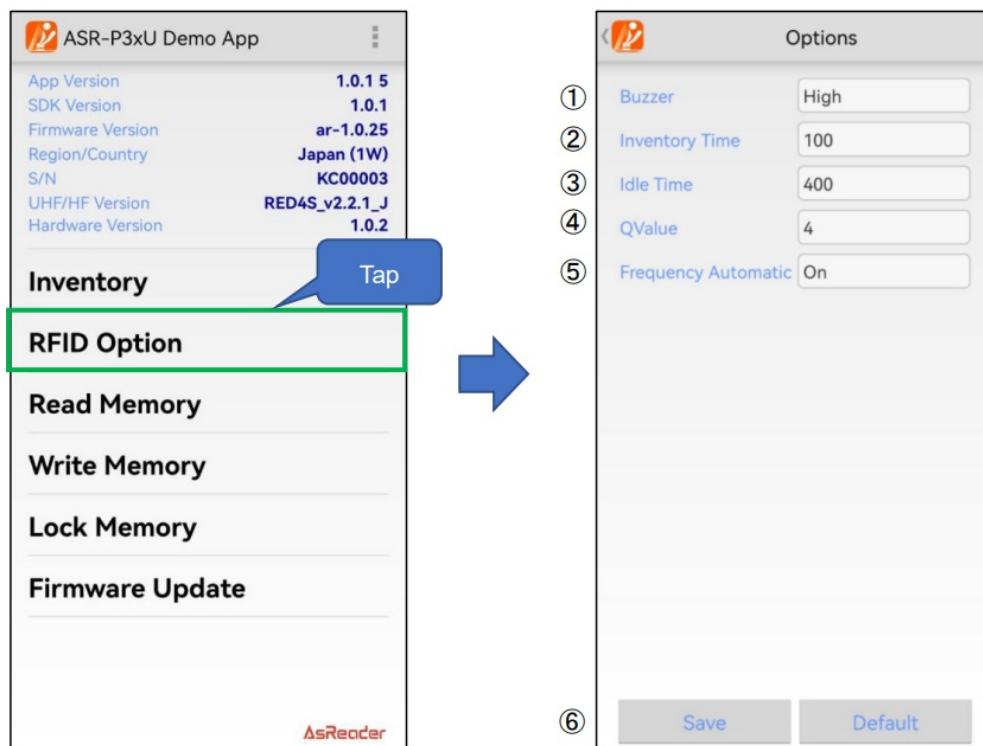 ASR-P3xU Demo App
App Version 1.0.1 5
SDK Version 1.0.1
Firmware Version ar-1.0.25
Region/Country Japan (1W)
S/N KC00003
UHF/HF Version RED4S_v2.2.1_J
Hardware Version 1.0.2
Inventory
Tap
RFID Option
Read Memory
Write Memory
Lock Memory
Firmware Update
AsReader
Options
① Buzzer High
② Inventory Time 100
③ Idle Time 400
④ QValue 4
⑤ Frequency Automatic On
⑥ Save Default